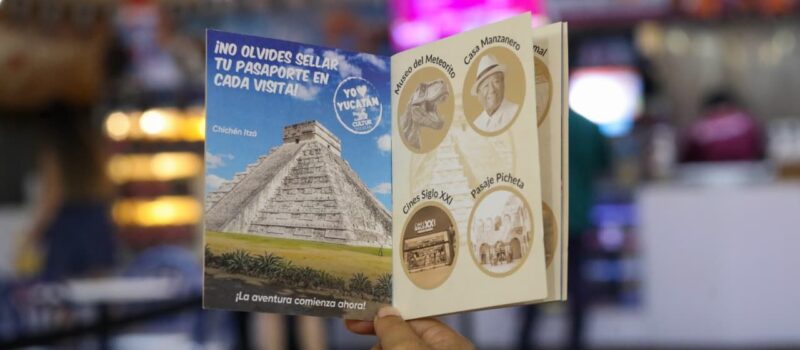 ¡NO OLVIDES SELLAR
TU PASAPORTE EN
CADA VISITA!
YO
YUCATÁN
CULTUR
Chichén Itzá
¡La aventura comienza ahora!
Museo del Meteorito
Casa Manzanero
Cines Siglo XXI
Pasaje Picheta